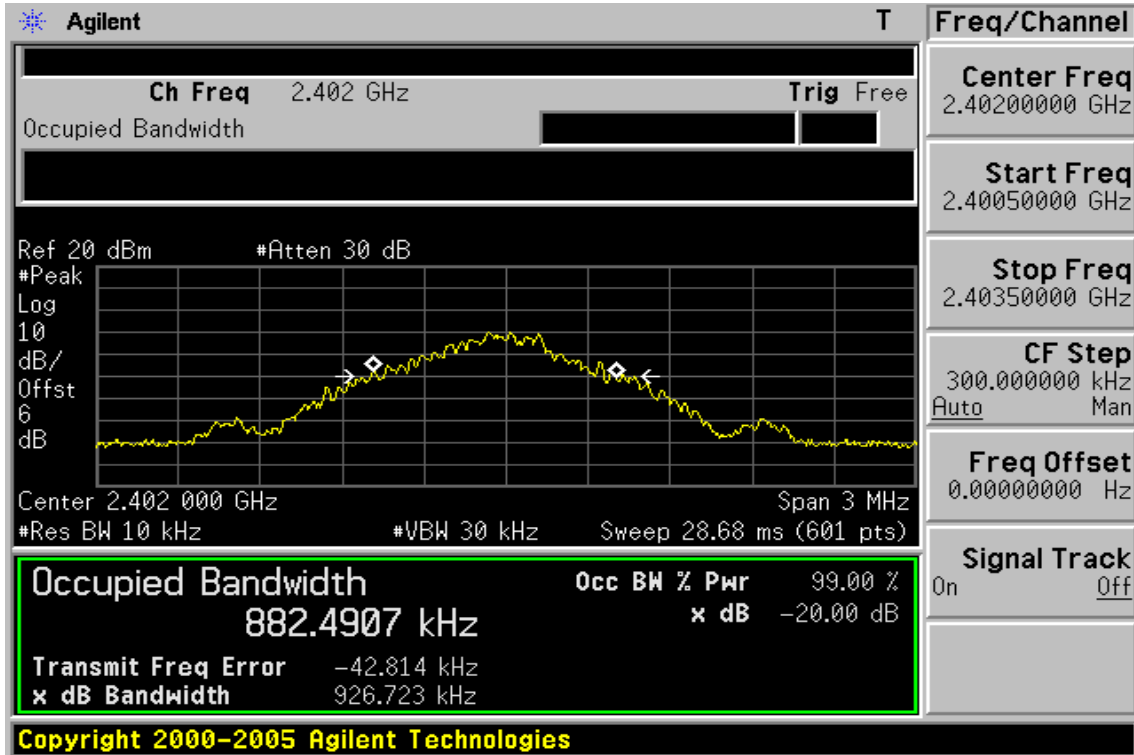 Agilent T
Ch Freq 2.402 GHz Trig Free
Occupied Bandwidth
Ref 20 dBm #Atten 30 dB
#Peak
Log
10
dB/
Offst
6
dB
Center 2.402 000 GHz Span 3 MHz
#Res BW 10 kHz #VBW 30 kHz Sweep 28.68 ms (601 pts)
Occupied Bandwidth Occ BW % Pwr 99.00 %
882.4907 kHz x dB -20.00 dB
Transmit Freq Error -42.814 kHz
x dB Bandwidth 926.723 kHz
Copyright 2000-2005 Agilent Technologies
Freq/Channel
Center Freq
2.40200000 GHz
Start Freq
2.40050000 GHz
Stop Freq
2.40350000 GHz
CF Step
300.000000 kHz
Auto Man
Freq Offset
0.00000000 Hz
Signal Track
On Off